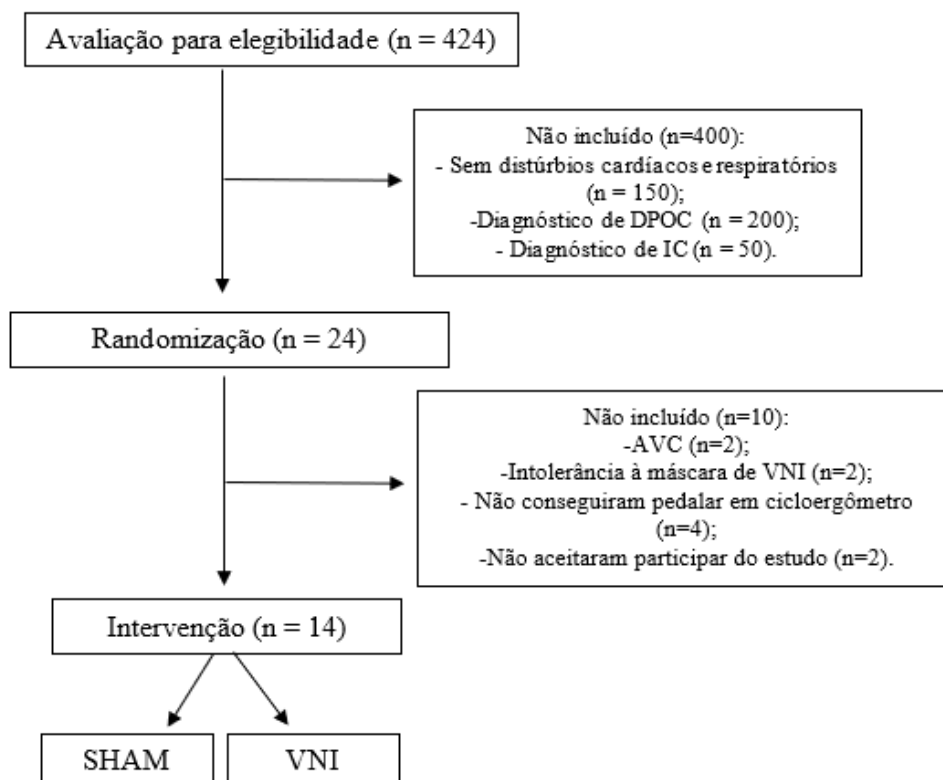 Avaliação para elegibilidade (n = 424)
Não incluído (n=400):
- Sem distúrbios cardíacos e respiratórios
(n = 150);
-Diagnóstico de DPOC (n = 200);
- Diagnóstico de IC (n = 50).
Randomização (n = 24)
Não incluído (n=10):
-AVC (n=2);
-Intolerância à máscara de VNI (n=2);
- Não conseguiram pedalar em cicloergômetro
(n=4);
-Não aceitaram participar do estudo (n=2).
Intervenção (n = 14)
SHAM
VNI